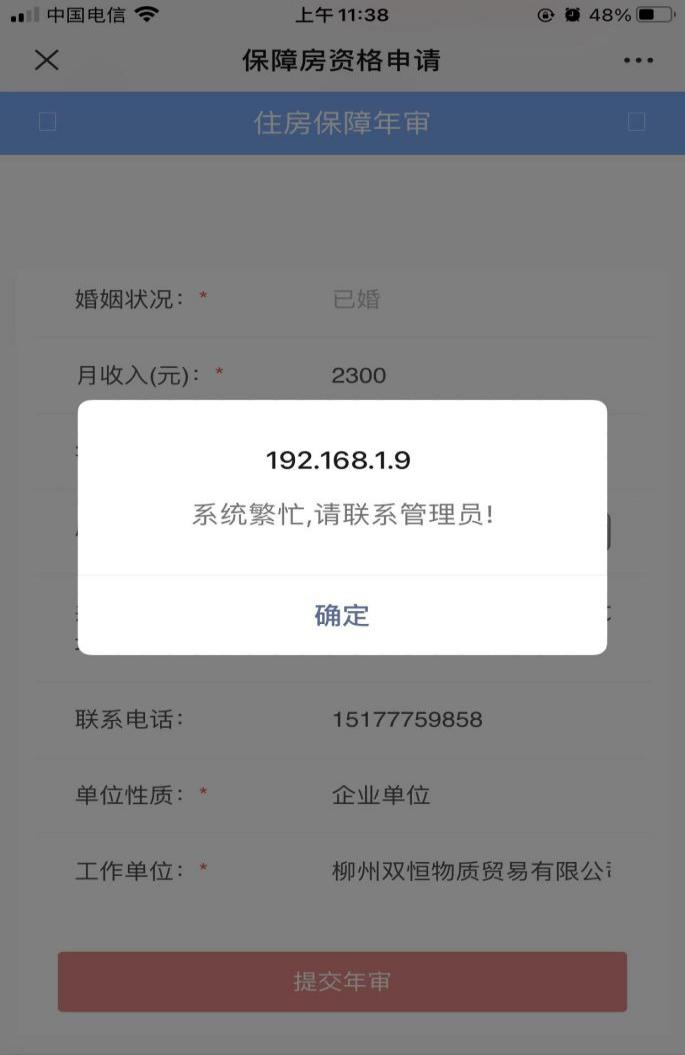 中国电信 上午 11:38 48%
保障房资格申请
住房保障年审
婚姻状况： * 已婚
月收入(元)： * 2300
192.168.1.9
系统繁忙,请联系管理员!
确定
联系电话： 15177759858
单位性质： * 企业单位
工作单位： * 柳州双恒物质贸易有限公
提交年审